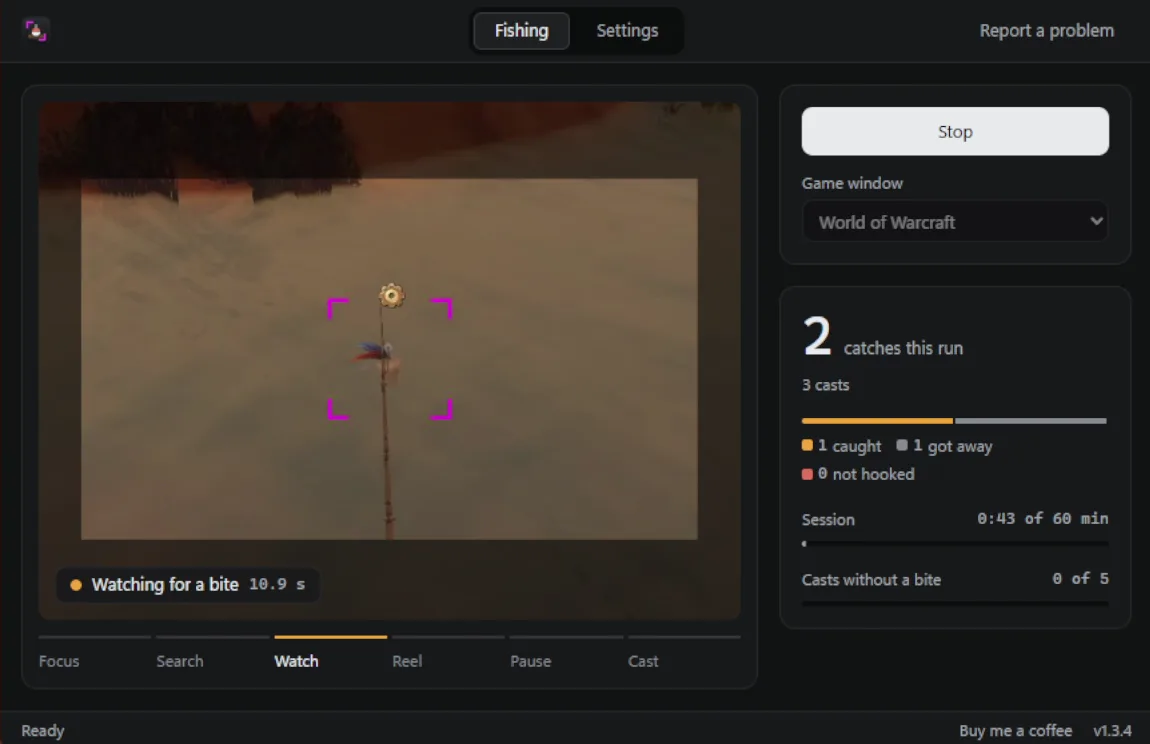 Fishing
Settings
Report a problem
Stop
Game window
World of Warcraft
2 catches this run
3 casts
1 caught 1 got away
0 not hooked
Session 0:43 of 60 min
Casts without a bite 0 of 5
Watching for a bite 10.9 s
Focus Search Watch Reel Pause Cast
Ready
Buy me a coffee v1.3.4